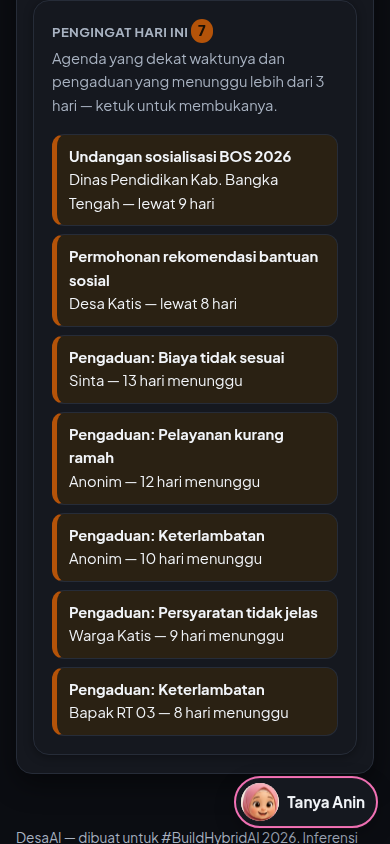 PENGINGAT HARI INI 7
Agenda yang dekat waktunya dan
pengaduan yang menunggu lebih dari 3
hari — ketuk untuk membukanya.
Undangan sosialisasi BOS 2026
Dinas Pendidikan Kab. Bangka
Tengah — lewat 9 hari
Permohonan rekomendasi bantuan
sosial
Desa Katis — lewat 8 hari
Pengaduan: Biaya tidak sesuai
Sinta — 13 hari menunggu
Pengaduan: Pelayanan kurang
ramah
Anonim — 12 hari menunggu
Pengaduan: Keterlambatan
Anonim — 10 hari menunggu
Pengaduan: Persyaratan tidak jelas
Warga Katis — 9 hari menunggu
Pengaduan: Keterlambatan
Bapak RT 03 — 8 hari menunggu
Tanya Anin
DesaAI — dibuat untuk #BuildHybridAI 2026. Inferensi